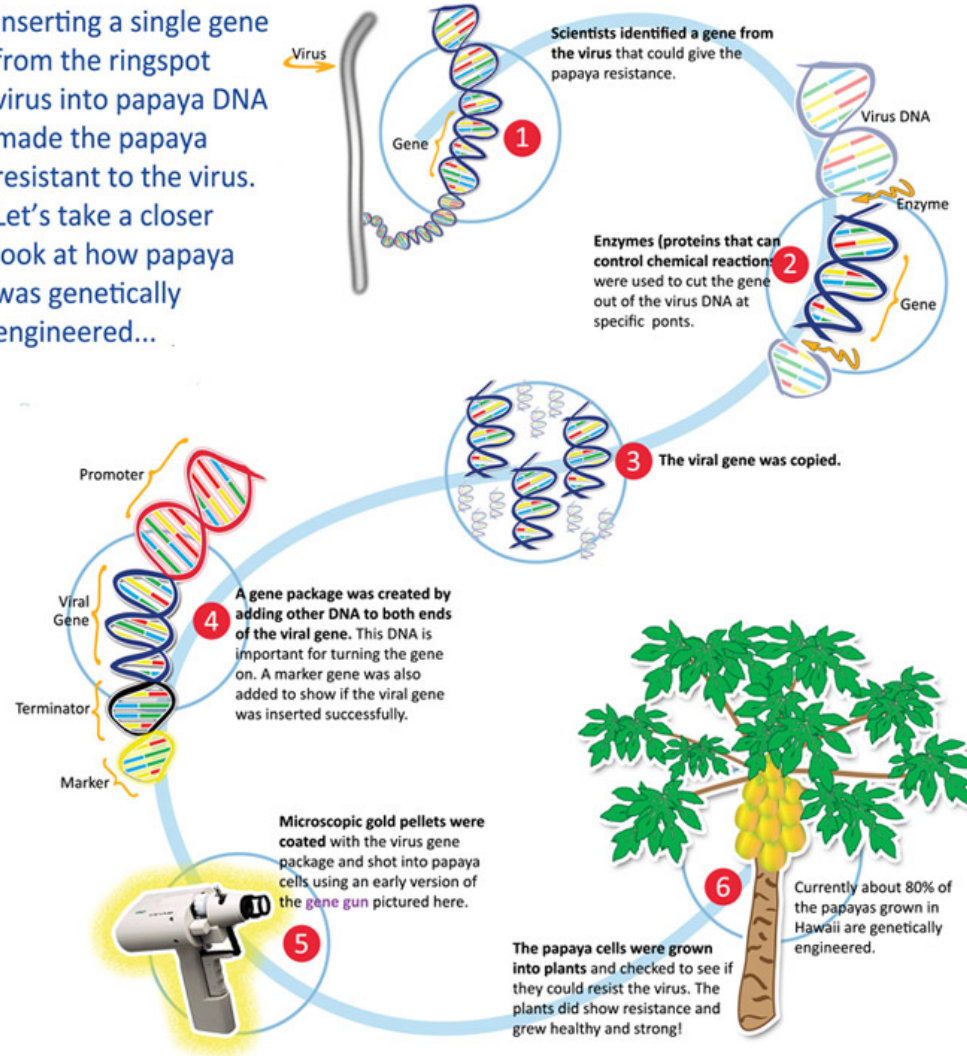 inserting a single gene
from the ringspot
virus into papaya DNA
made the papaya
resistant to the virus.
Let's take a closer
look at how papaya
was genetically
engineered...
Virus
Gene
1
Scientists identified a gene from
the virus that could give the
papaya resistance.
Virus DNA
Enzyme
Enzymes (proteins that can
control chemical reactions
were used to cut the gene
out of the virus DNA at
specific ponts.
2
Gene
3
The viral gene was copied.
Promoter
Viral
Gene
Terminator
Marker
4
A gene package was created by
adding other DNA to both ends
of the viral gene. This DNA is
important for turning the gene
on. A marker gene was also
added to show if the viral gene
was inserted successfully.
Microscopic gold pellets were
coated with the virus gene
package and shot into papaya
cells using an early version of
the gene gun pictured here.
5
6
The papaya cells were grown
into plants and checked to see if
they could resist the virus. The
plants did show resistance and
grew healthy and strong!
Currently about 80% of
the papayas grown in
Hawaii are genetically
engineered.